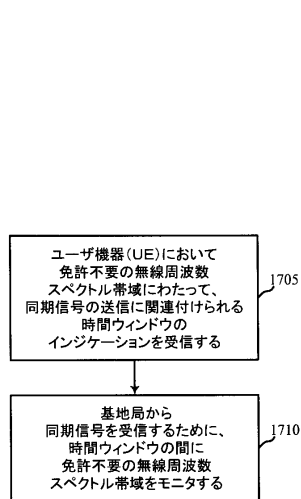 ユーザ機器(UE)において
免許不要の無線周波数
スペクトル帯域にわたって、
同期信号の送信に関連付けられる
時間ウィンドウの
インジケーションを受信する
1705
基地局から
同期信号を受信するために、
時間ウィンドウの間に
免許不要の無線周波数
スペクトル帯域をモニタする
1710